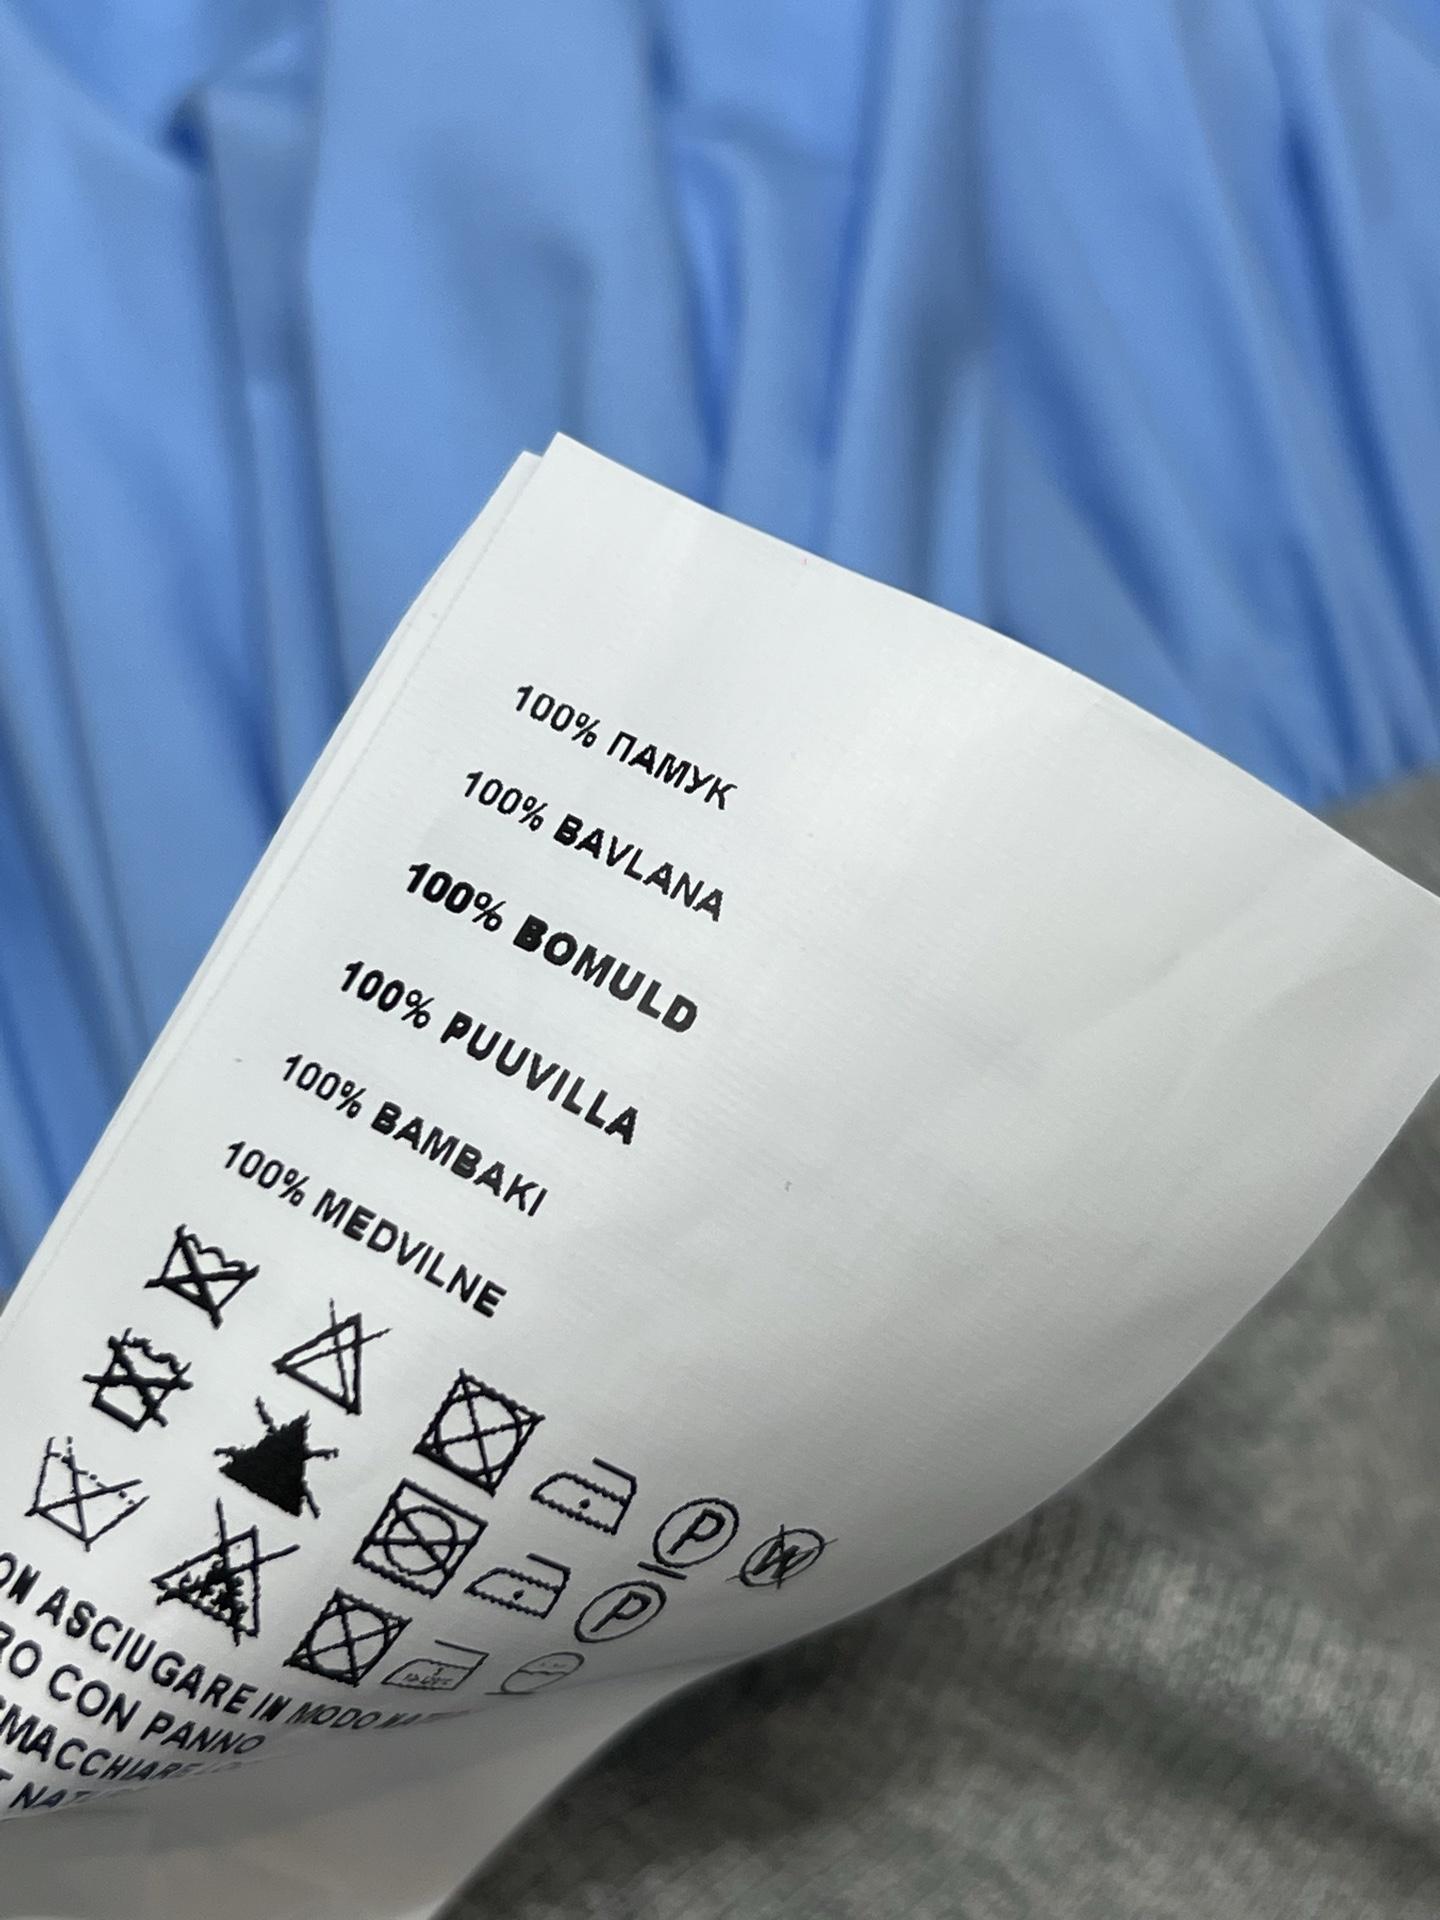 100% ПАМУК
100% BAVLANA
100% BOMULD
100% PUUVILLA
100% BAMBAKI
100% MEDVILNE
P W
P
ASCIUGARE IN MODO
CON PANNO